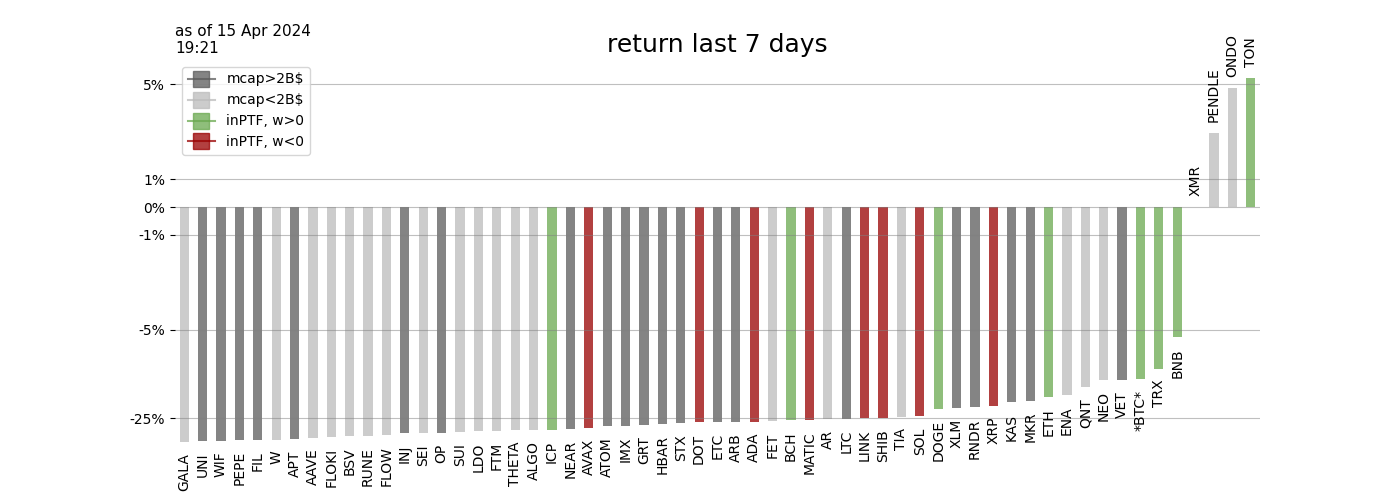 as of 15 Apr 2024
19:21
return last 7 days
mcap>2B$
mcap<2B$
inPTF, w>0
inPTF, w<0
5%
1%
0%
-1%
-5%
-25%
GALA
UNI
WIF
PEPE
FIL
W
APT
AAVE
FLOKI
BSV
RUNE
FLOW
INJ
SEI
OP
SUI
LDO
FTM
THETA
ALGO
ICP
NEAR
AVAX
ATOM
IMX
GRT
HBAR
STX
DOT
ETC
ARB
ADA
FET
BCH
MATIC
AR
LTC
LINK
SHIB
TIA
SOL
DOGE
XLM
RNDR
XRP
KAS
MKR
ETH
ENA
QNT
NEO
VET
*BTC*
TRX
BNB
XMR
PENDLE
ONDO
TON